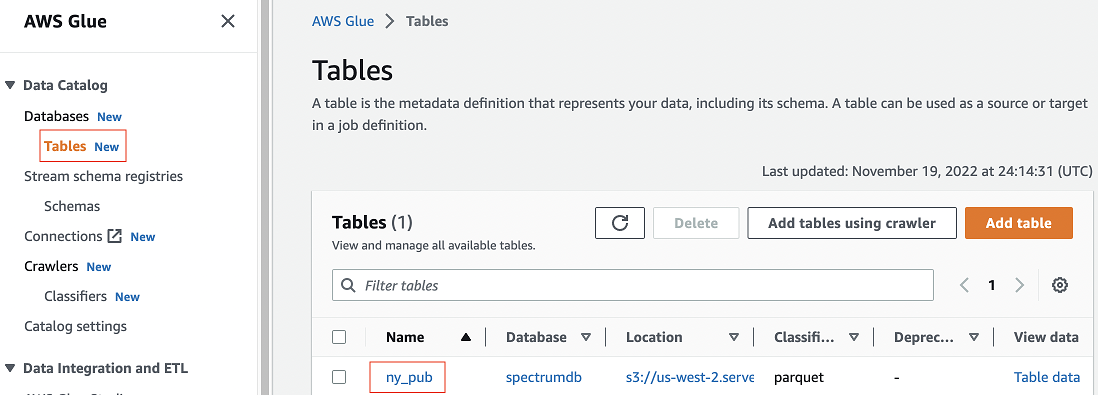 AWS Glue
Data Catalog
Databases New
Tables New
Stream schema registries
Schemas
Connections New
Crawlers New
Classifiers New
Catalog settings
Data Integration and ETL
AWS Glue > Tables
Tables
A table is the metadata definition that represents your data, including its schema. A table can be used as a source or target
in a job definition.
Last updated: November 19, 2022 at 24:14:31 (UTC)
Tables (1)
View and manage all available tables.
Delete
Add tables using crawler
Add table
Filter tables
1
Name Database Location Classifi... Deprec... View data
ny_pub spectrumdb s3://us-west-2.serve parquet - Table data